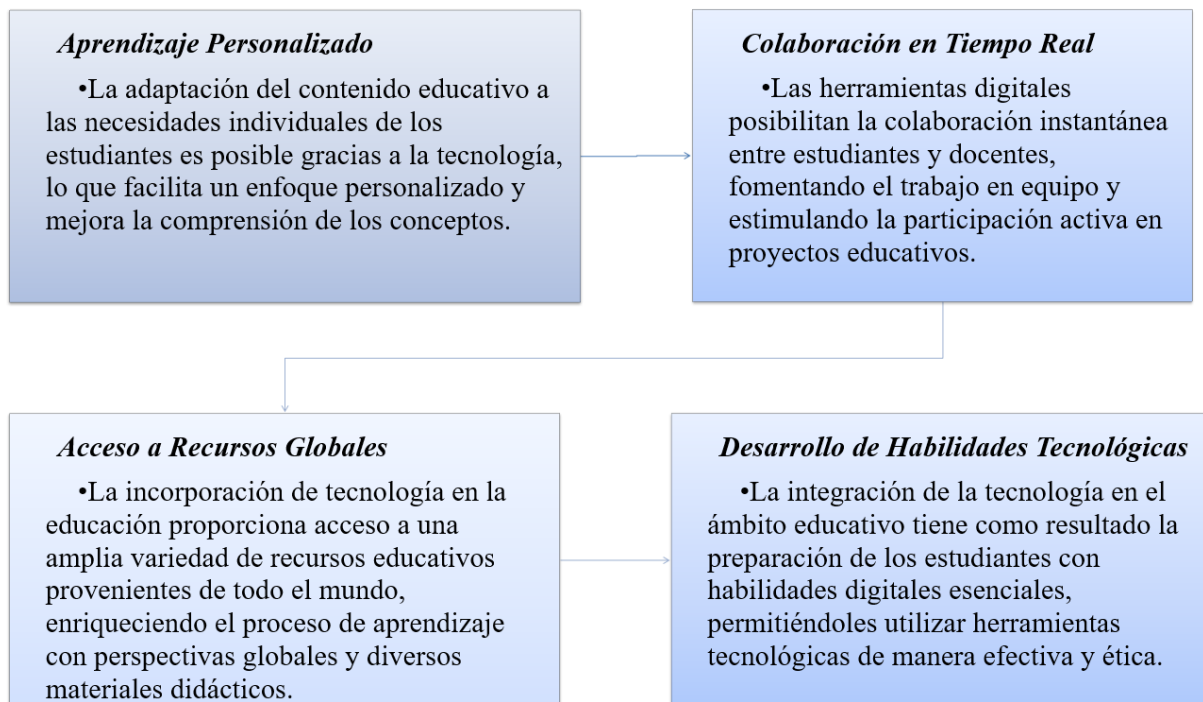 Aprendizaje Personalizado
•La adaptación del contenido educativo a
las necesidades individuales de los
estudiantes es posible gracias a la tecnología,
lo que facilita un enfoque personalizado y
mejora la comprensión de los conceptos.
Colaboración en Tiempo Real
•Las herramientas digitales
posibilitan la colaboración instantánea
entre estudiantes y docentes,
fomentando el trabajo en equipo y
estimulando la participación activa en
proyectos educativos.
Acceso a Recursos Globales
•La incorporación de tecnología en la
educación proporciona acceso a una
amplia variedad de recursos educativos
provenientes de todo el mundo,
enriqueciendo el proceso de aprendizaje
con perspectivas globales y diversos
materiales didácticos.
Desarrollo de Habilidades Tecnológicas
•La integración de la tecnología en el
ámbito educativo tiene como resultado la
preparación de los estudiantes con
habilidades digitales esenciales,
permitiéndoles utilizar herramientas
tecnológicas de manera efectiva y ética.